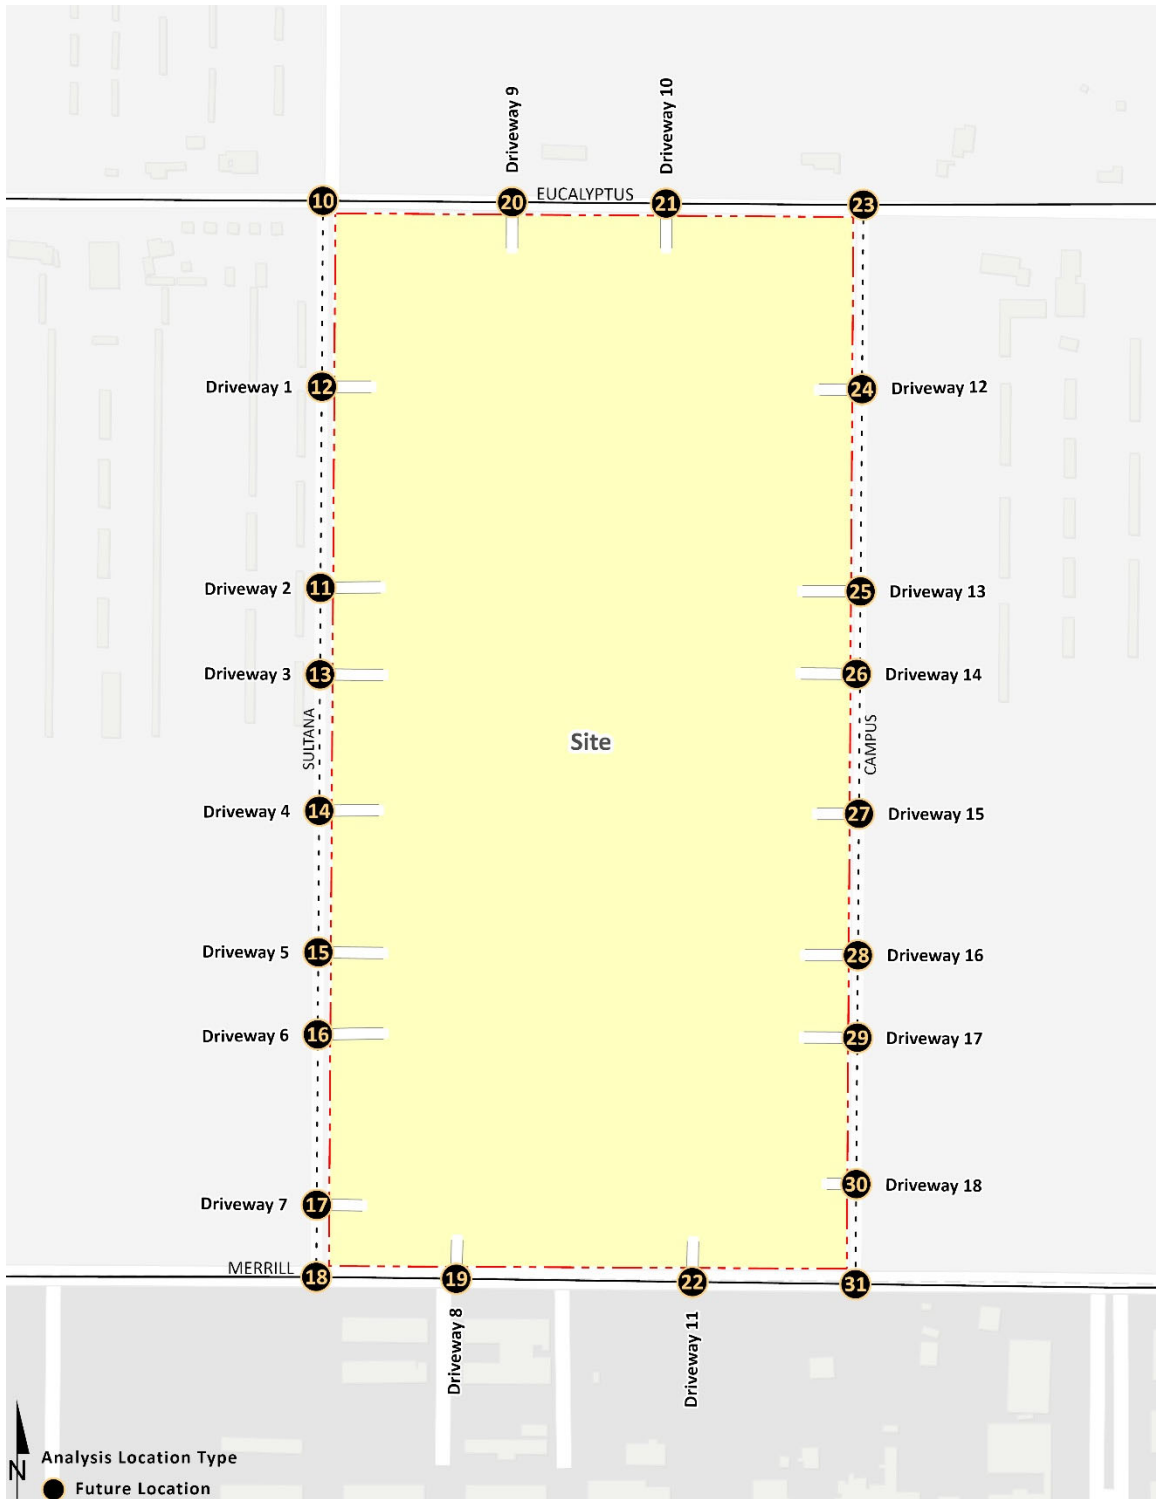 Driveway 9
Driveway 10
EUCALYPTUS
10
20
21
23
Driveway 1
12
24
Driveway 12
Driveway 2
11
25
Driveway 13
Driveway 3
13
26
Driveway 14
SULTANA
Site
CAMPUS
Driveway 4
14
27
Driveway 15
Driveway 5
15
28
Driveway 16
Driveway 6
16
29
Driveway 17
30
Driveway 18
Driveway 7
17
MERRILL
18
19
22
31
Driveway 8
Driveway 11
N
Analysis Location Type
Future Location